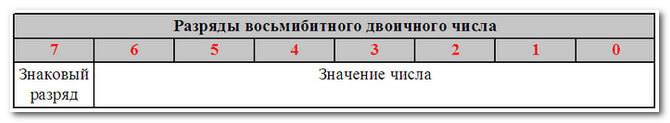 Разряды восьмибитного двоичного числа
7 6 5 4 3 2 1 0
Знаковый Значение числа
разряд